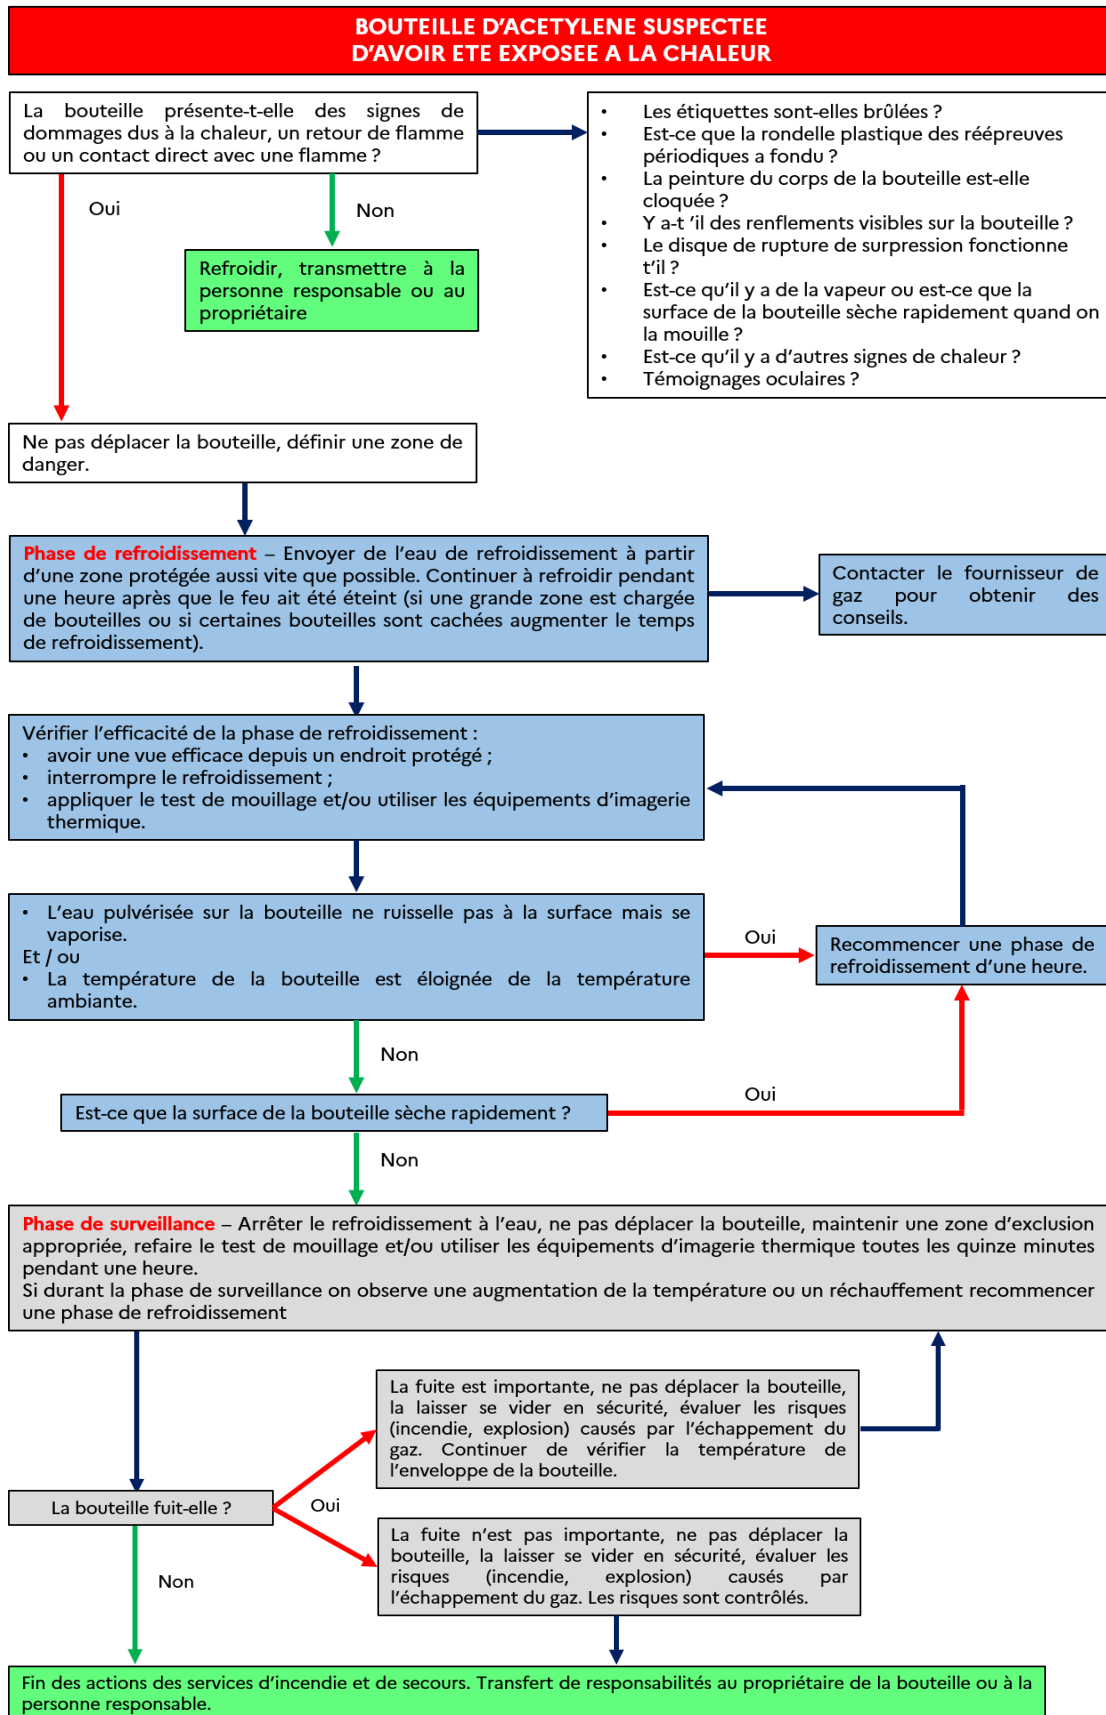 BOUTEILLE D’ACETYLENE SUSPECTEE
D’AVOIR ETE EXPOSEE A LA CHALEUR
La bouteille présente-t-elle des signes de
dommages dus à la chaleur, un retour de flamme
ou un contact direct avec une flamme ?
• Les étiquettes sont-elles brûlées ?
• Est-ce que la rondelle plastique des réépreuves
périodiques a fondu ?
• La peinture du corps de la bouteille est-elle
cloquée ?
• Y a-t ’il des renflements visibles sur la bouteille ?
• Le disque de rupture de surpression fonctionne
t’il ?
• Est-ce qu’il y a de la vapeur ou est-ce que la
surface de la bouteille sèche rapidement quand on
la mouille ?
• Est-ce qu’il y a d’autres signes de chaleur ?
• Témoignages oculaires ?
Oui
Non
Refroidir, transmettre à la
personne responsable ou au
propriétaire
Ne pas déplacer la bouteille, définir une zone de
danger.
Phase de refroidissement – Envoyer de l’eau de refroidissement à partir
d’une zone protégée aussi vite que possible. Continuer à refroidir pendant
une heure après que le feu ait été éteint (si une grande zone est chargée
de bouteilles ou si certaines bouteilles sont cachées augmenter le temps
de refroidissement).
Contacter le fournisseur de
gaz pour obtenir des
conseils.
Vérifier l’efficacité de la phase de refroidissement :
• avoir une vue efficace depuis un endroit protégé ;
• interrompre le refroidissement ;
• appliquer le test de mouillage et/ou utiliser les équipements d’imagerie
thermique.
• L’eau pulvérisée sur la bouteille ne ruisselle pas à la surface mais se
vaporise.
Et / ou
• La température de la bouteille est éloignée de la température
ambiante.
Oui
Recommencer une phase de
refroidissement d’une heure.
Non
Est-ce que la surface de la bouteille sèche rapidement ?
Oui
Non
Phase de surveillance – Arrêter le refroidissement à l’eau, ne pas déplacer la bouteille, maintenir une zone d’exclusion
appropriée, refaire le test de mouillage et/ou utiliser les équipements d’imagerie thermique toutes les quinze minutes
pendant une heure.
Si durant la phase de surveillance on observe une augmentation de la température ou un réchauffement recommencer
une phase de refroidissement
La fuite est importante, ne pas déplacer la bouteille,
la laisser se vider en sécurité, évaluer les risques
(incendie, explosion) causés par l’échappement du
gaz. Continuer de vérifier la température de
l’enveloppe de la bouteille.
La bouteille fuit-elle ?
Oui
La fuite n’est pas importante, ne pas déplacer la
bouteille, la laisser se vider en sécurité, évaluer les
risques (incendie, explosion) causés par
l’échappement du gaz. Les risques sont contrôlés.
Non
Fin des actions des services d’incendie et de secours. Transfert de responsabilités au propriétaire de la bouteille ou à la
personne responsable.